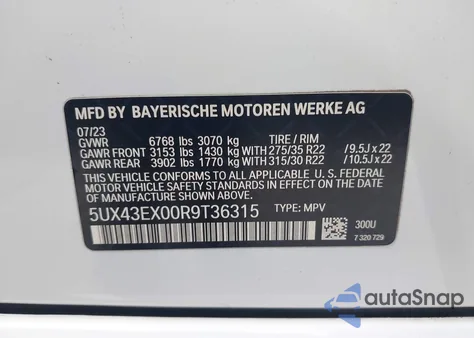 MFD BY BAYERISCHE MOTOREN WERKE AG
07/23
GVWR 6768 lbs 3070 kg TIRE / RIM
GAWR FRONT 3153 lbs 1430 kg WITH 275/35 R22 /9.5J x 22
GAWR REAR 3902 lbs 1770 kg WITH 315/30 R22 /10.5J x 22
THIS VEHICLE CONFORMS TO ALL APPLICABLE U. S. FEDERAL
MOTOR VEHICLE SAFETY STANDARDS IN EFFECT ON THE DATE
OF MANUFACTURE SHOWN ABOVE.
5UX43EX00R9T36315 TYPE: MPV
300U
7 320 729
autoSnap